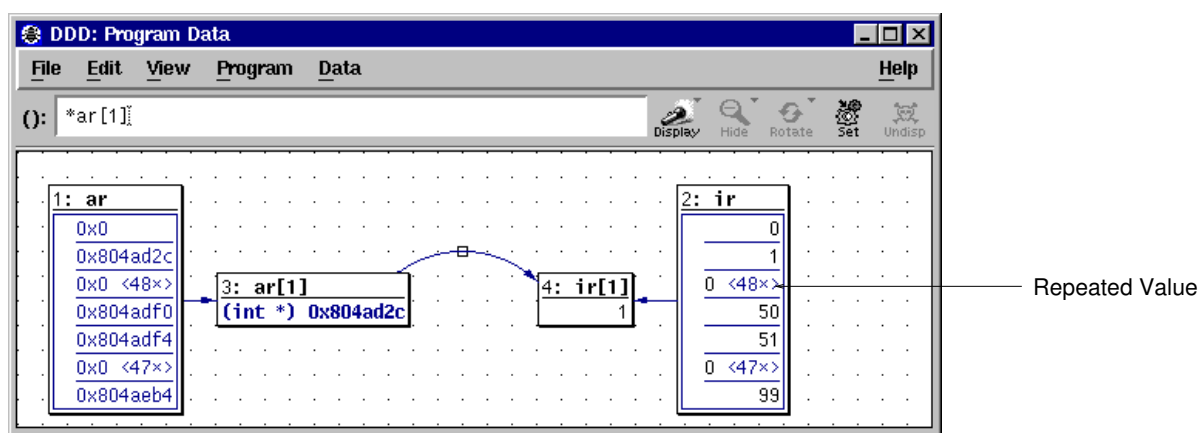 DDD: Program Data
File Edit View Program Data Help
(): *ar[1]
Display Hide Rotate Set Undisp
1: ar
0x0
0x804ad2c
0x0 <48×>
0x804adf0
0x804adf4
0x0 <47×>
0x804aeb4
3: ar[1]
(int *) 0x804ad2c
4: ir[1]
1
2: ir
0
1
0 <48×>
50
51
0 <47×>
99
Repeated Value